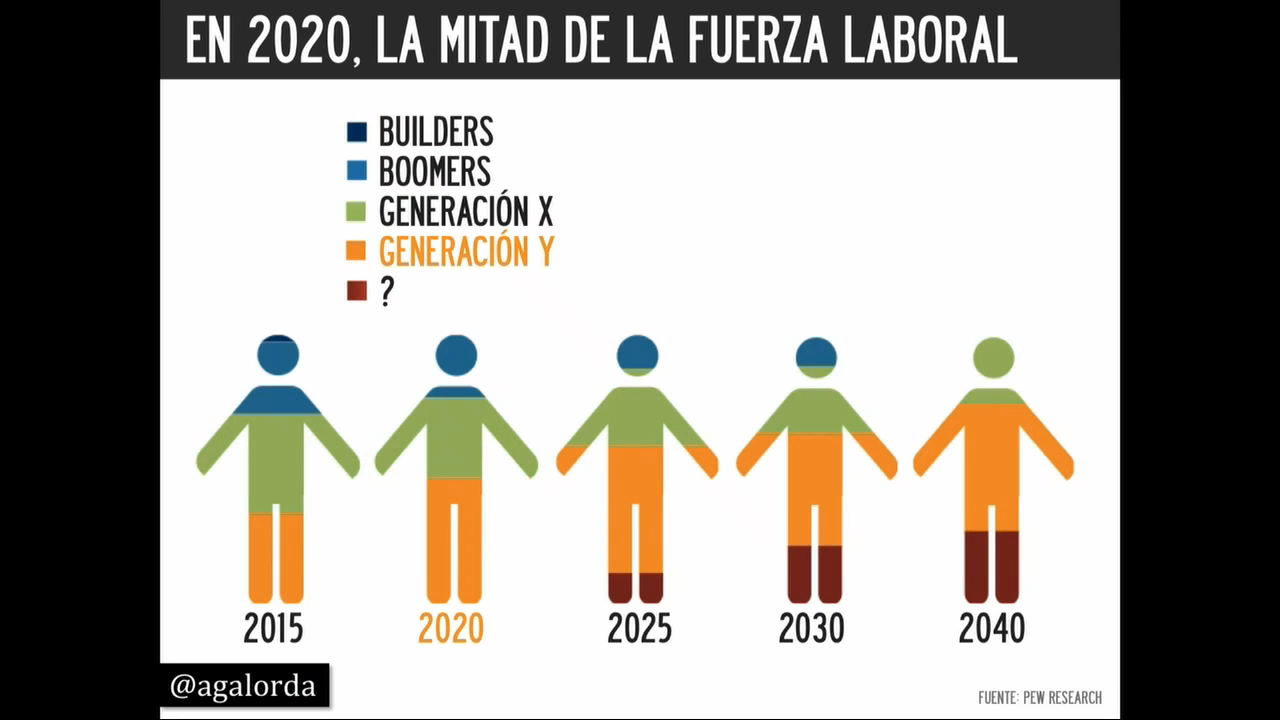 EN 2020, LA MITAD DE LA FUERZA LABORAL
BUILDERS
BOOMERS
GENERACIÓN X
GENERACIÓN Y
?
2015 2020 2025 2030 2040
@agalorda
FUENTE: PEW RESEARCH